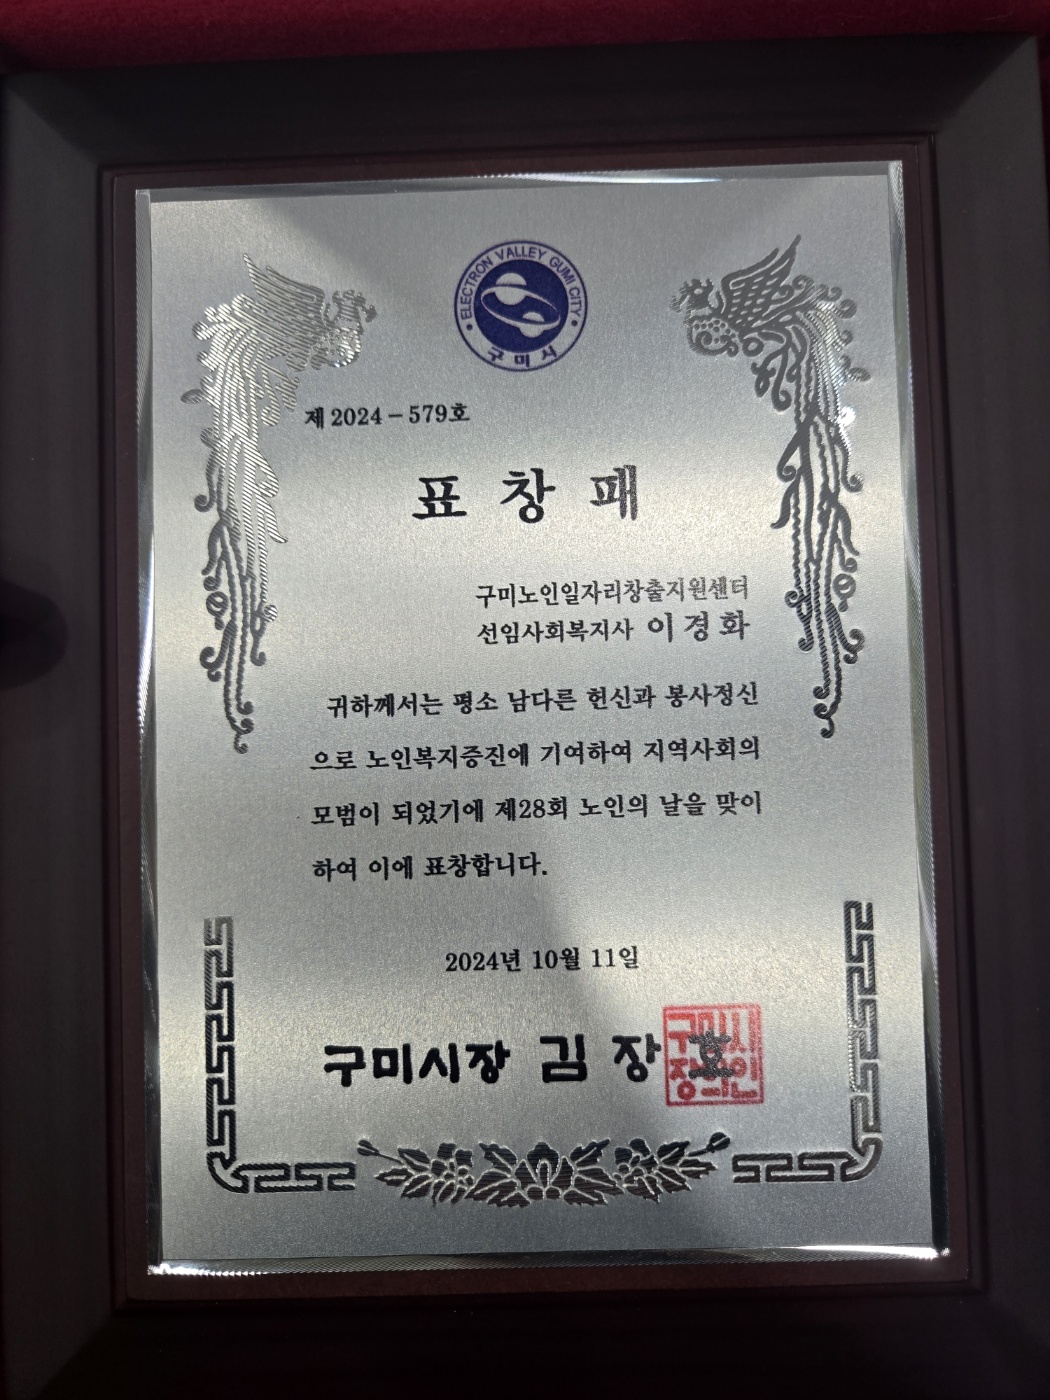 ELECTRON VALLEY GUMI CITY
구미시
제 2024 - 579호
표 창 패
구미노인일자리창출지원센터
선임사회복지사 이 경 화
귀하께서는 평소 남다른 헌신과 봉사정신
으로 노인복지증진에 기여하여 지역사회의
모범이 되었기에 제28회 노인의 날을 맞이
하여 이에 표창합니다.
2024년 10월 11일
구미시장 김 장 호
구미시
장의인